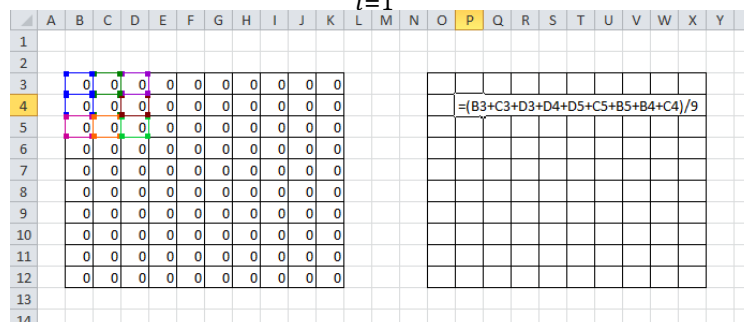 i=1
A B C D E F G H I J K L M N O P Q R S T U V W X Y
1
2
3 0 0 0 0 0 0 0 0 0 0
4 0 0 0 0 0 0 0 0 0 0 =(B3+C3+D3+D4+D5+C5+B5+B4+C4)/9
5 0 0 0 0 0 0 0 0 0 0
6 0 0 0 0 0 0 0 0 0 0
7 0 0 0 0 0 0 0 0 0 0
8 0 0 0 0 0 0 0 0 0 0
9 0 0 0 0 0 0 0 0 0 0
10 0 0 0 0 0 0 0 0 0 0
11 0 0 0 0 0 0 0 0 0 0
12 0 0 0 0 0 0 0 0 0 0
13
14